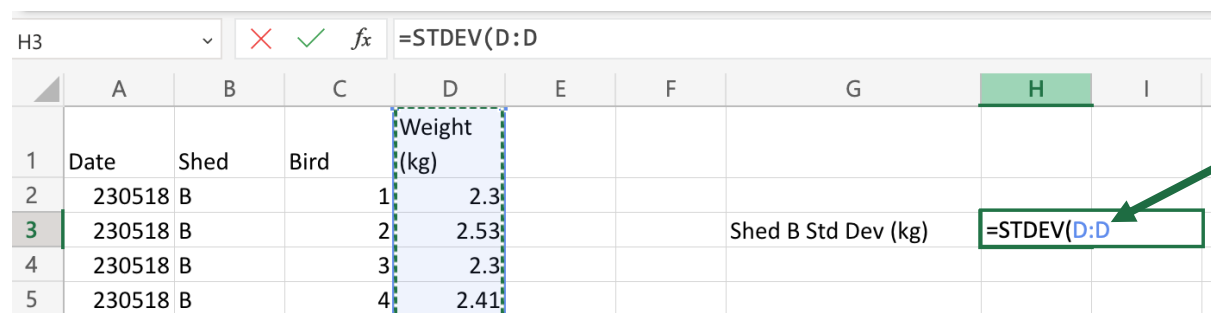 H3 fx =STDEV(D:D
A B C D E F G H I
1 Date Shed Bird Weight
(kg)
2 230518 B 1 2.3
3 230518 B 2 2.53 Shed B Std Dev (kg) =STDEV(D:D
4 230518 B 3 2.3
5 230518 B 4 2.41